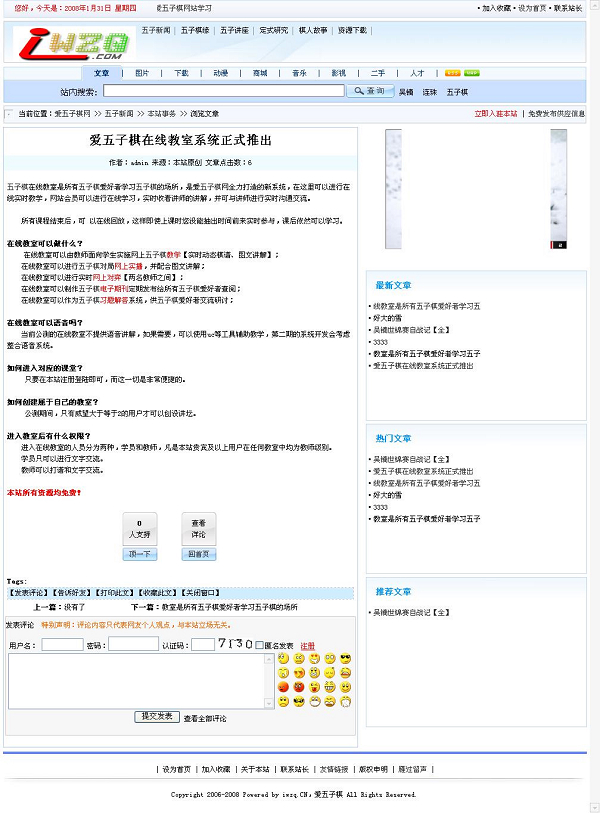 您好，今天是：2008年1月31日 星期四 爱五子棋网站学习
• 加入收藏 • 设为首页 • 联系站长
iWZQ .COM
五子新闻 | 五子棋缘 | 五子讲座 | 定式研究 | 棋人故事 | 资源下载 |
文章 | 图片 | 下载 | 动漫 | 商城 | 音乐 | 影视 | 二手 | 人才 |
站内搜索： 查询 吴镝 连珠 五子棋
当前位置：爱五子棋网 >> 五子新闻 >> 本站事务 >> 浏览文章
立即入驻本站 | 免费发布供应信息
爱五子棋在线教室系统正式推出
作者：admin 来源：本站原创 文章点击数：6
五子棋在线教室是所有五子棋爱好者学习五子棋的场所，是爱五子棋网全力打造的新系统，在这里可以进行在
线实时教学，网站会员可以进行在线学习，实时收看讲师的讲解，并可与讲师进行实时沟通交流。
所有课程结束后，可 以在线回放，这样即使上课时您没能抽出时间前来实时参与，课后依然可以学习。
在线教室可以做什么？
在线教室可以由教师面向学生实施网上五子棋教学【实时动态棋谱、图文讲解】；
在线教室可以进行五子棋对局网上实播，并配合图文讲解；
在线教室可以进行实时网上对弈【两名教师之间】；
在线教室可以制作五子棋电子期刊定期发布给所有五子棋爱好者查阅；
在线教室可以作为五子棋习题解答系统，供五子棋爱好者交流研讨；
在线教室可以语音吗？
当前公测的在线教室不提供语音讲解，如果需要，可以使用uc等工具辅助教学，第二期的系统开发会考虑
整合语音系统。
如何进入对应的课堂？
只要在本站注册登陆即可，而这一切是非常便捷的。
如何创建属于自己的教室？
公测期间，只有威望大于等于2的用户才可以创设讲坛。
进入教室后有什么权限？
进入在线教室的人员分为两种，学员和教师，凡是本站贵宾及以上用户在任何教室中均为教师级别。
学员只可以进行文字交流。
教师可以打谱和文字交流。
本站所有资源均免费！
0
人支持
顶一下
查看
评论
回首页
Tags:
【发表评论】【告诉好友】【打印此文】【收藏此文】【关闭窗口】
上一篇：没有了 下一篇：教室是所有五子棋爱好者学习五子棋的场所
发表评论 特别声明：评论内容只代表网友个人观点，与本站立场无关。
用户名： 密码： 认证码： 7130 匿名发表 注册
提交发表 查看全部评论
最新文章
• 线教室是所有五子棋爱好者学习五
• 好大的雪
• 吴镝世锦赛自战记【全】
• 3333
• 教室是所有五子棋爱好者学习五子
• 爱五子棋在线教室系统正式推出
热门文章
• 吴镝世锦赛自战记【全】
• 爱五子棋在线教室系统正式推出
• 线教室是所有五子棋爱好者学习五
• 好大的雪
• 3333
• 教室是所有五子棋爱好者学习五子
推荐文章
• 吴镝世锦赛自战记【全】
| 设为首页 | 加入收藏 | 关于本站 | 联系站长 | 友情链接 | 版权申明 | 雁过留声 |
Copyright 2006-2008 Powered by iwzq.CN，爱五子棋 All Rights Reserved.